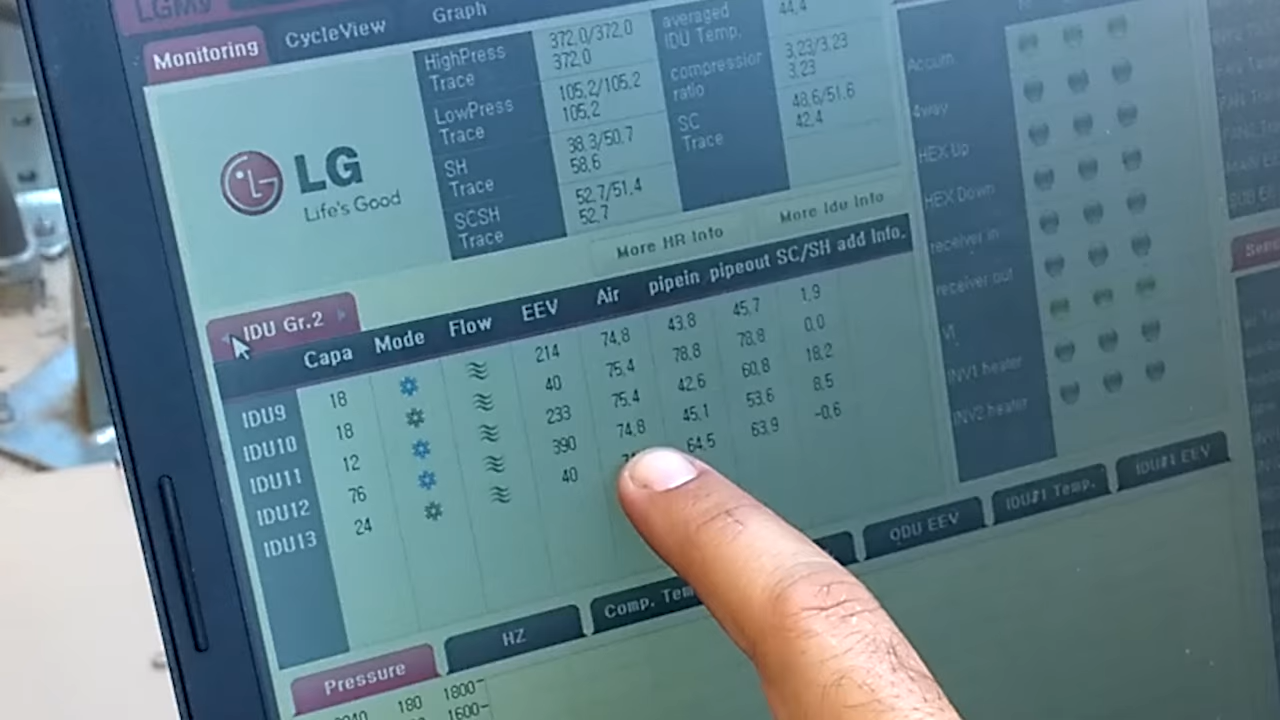 LGMV
Monitoring CycleView Graph
LG
Life's Good
HighPress Trace 372,0/372,0 372,0
LowPress Trace 105,2/105,2 105,2
SH Trace 38,3/50,7 58,6
SCSH Trace 52,7/51,4 52,7
averaged IDU Temp. 44,4
compression ratio 3,23/3,23 3,23
SC Trace 48,6/51,6 42,4
More HR Info More Idu Info
IDU Gr.2 Capa Mode Flow EEV Air pipein pipeout SC/SH add Info.
IDU9 18 214 74,8 43,8 45,7 1,9
IDU10 18 40 75,4 78,8 78,8 0,0
IDU11 12 233 75,4 42,6 60,8 18,2
IDU12 76 390 74,8 45,1 53,6 8,5
IDU13 24 40 64,5 63,9 -0,6
Accum.
4way
HEX Up
HEX Down
receiver in
receiver out
INV1 heater
INV2 heater
Pressure HZ Comp. Tem ODU EEV IDU#1 Temp. IDU#1 EEV
180 1800-
1600-